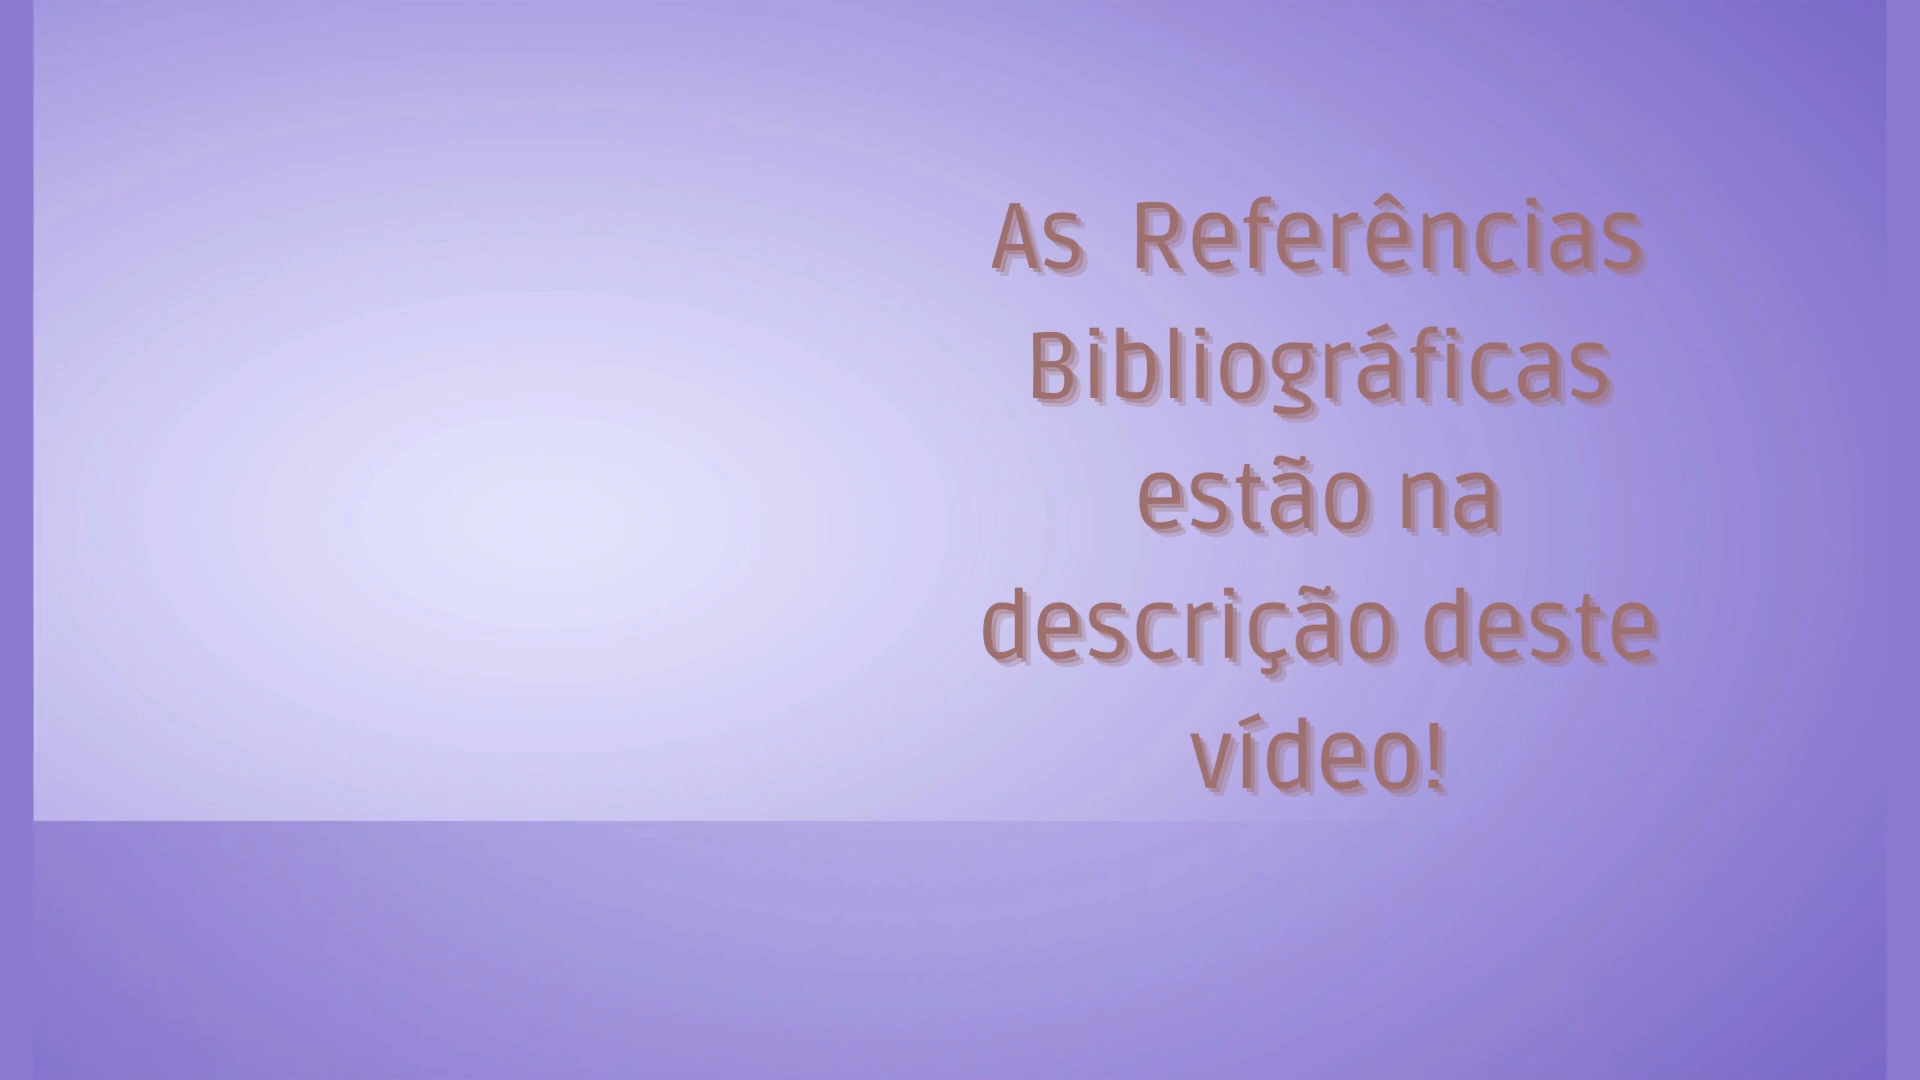 As Referências
Bibliográficas
estão na
descrição deste
vídeo!